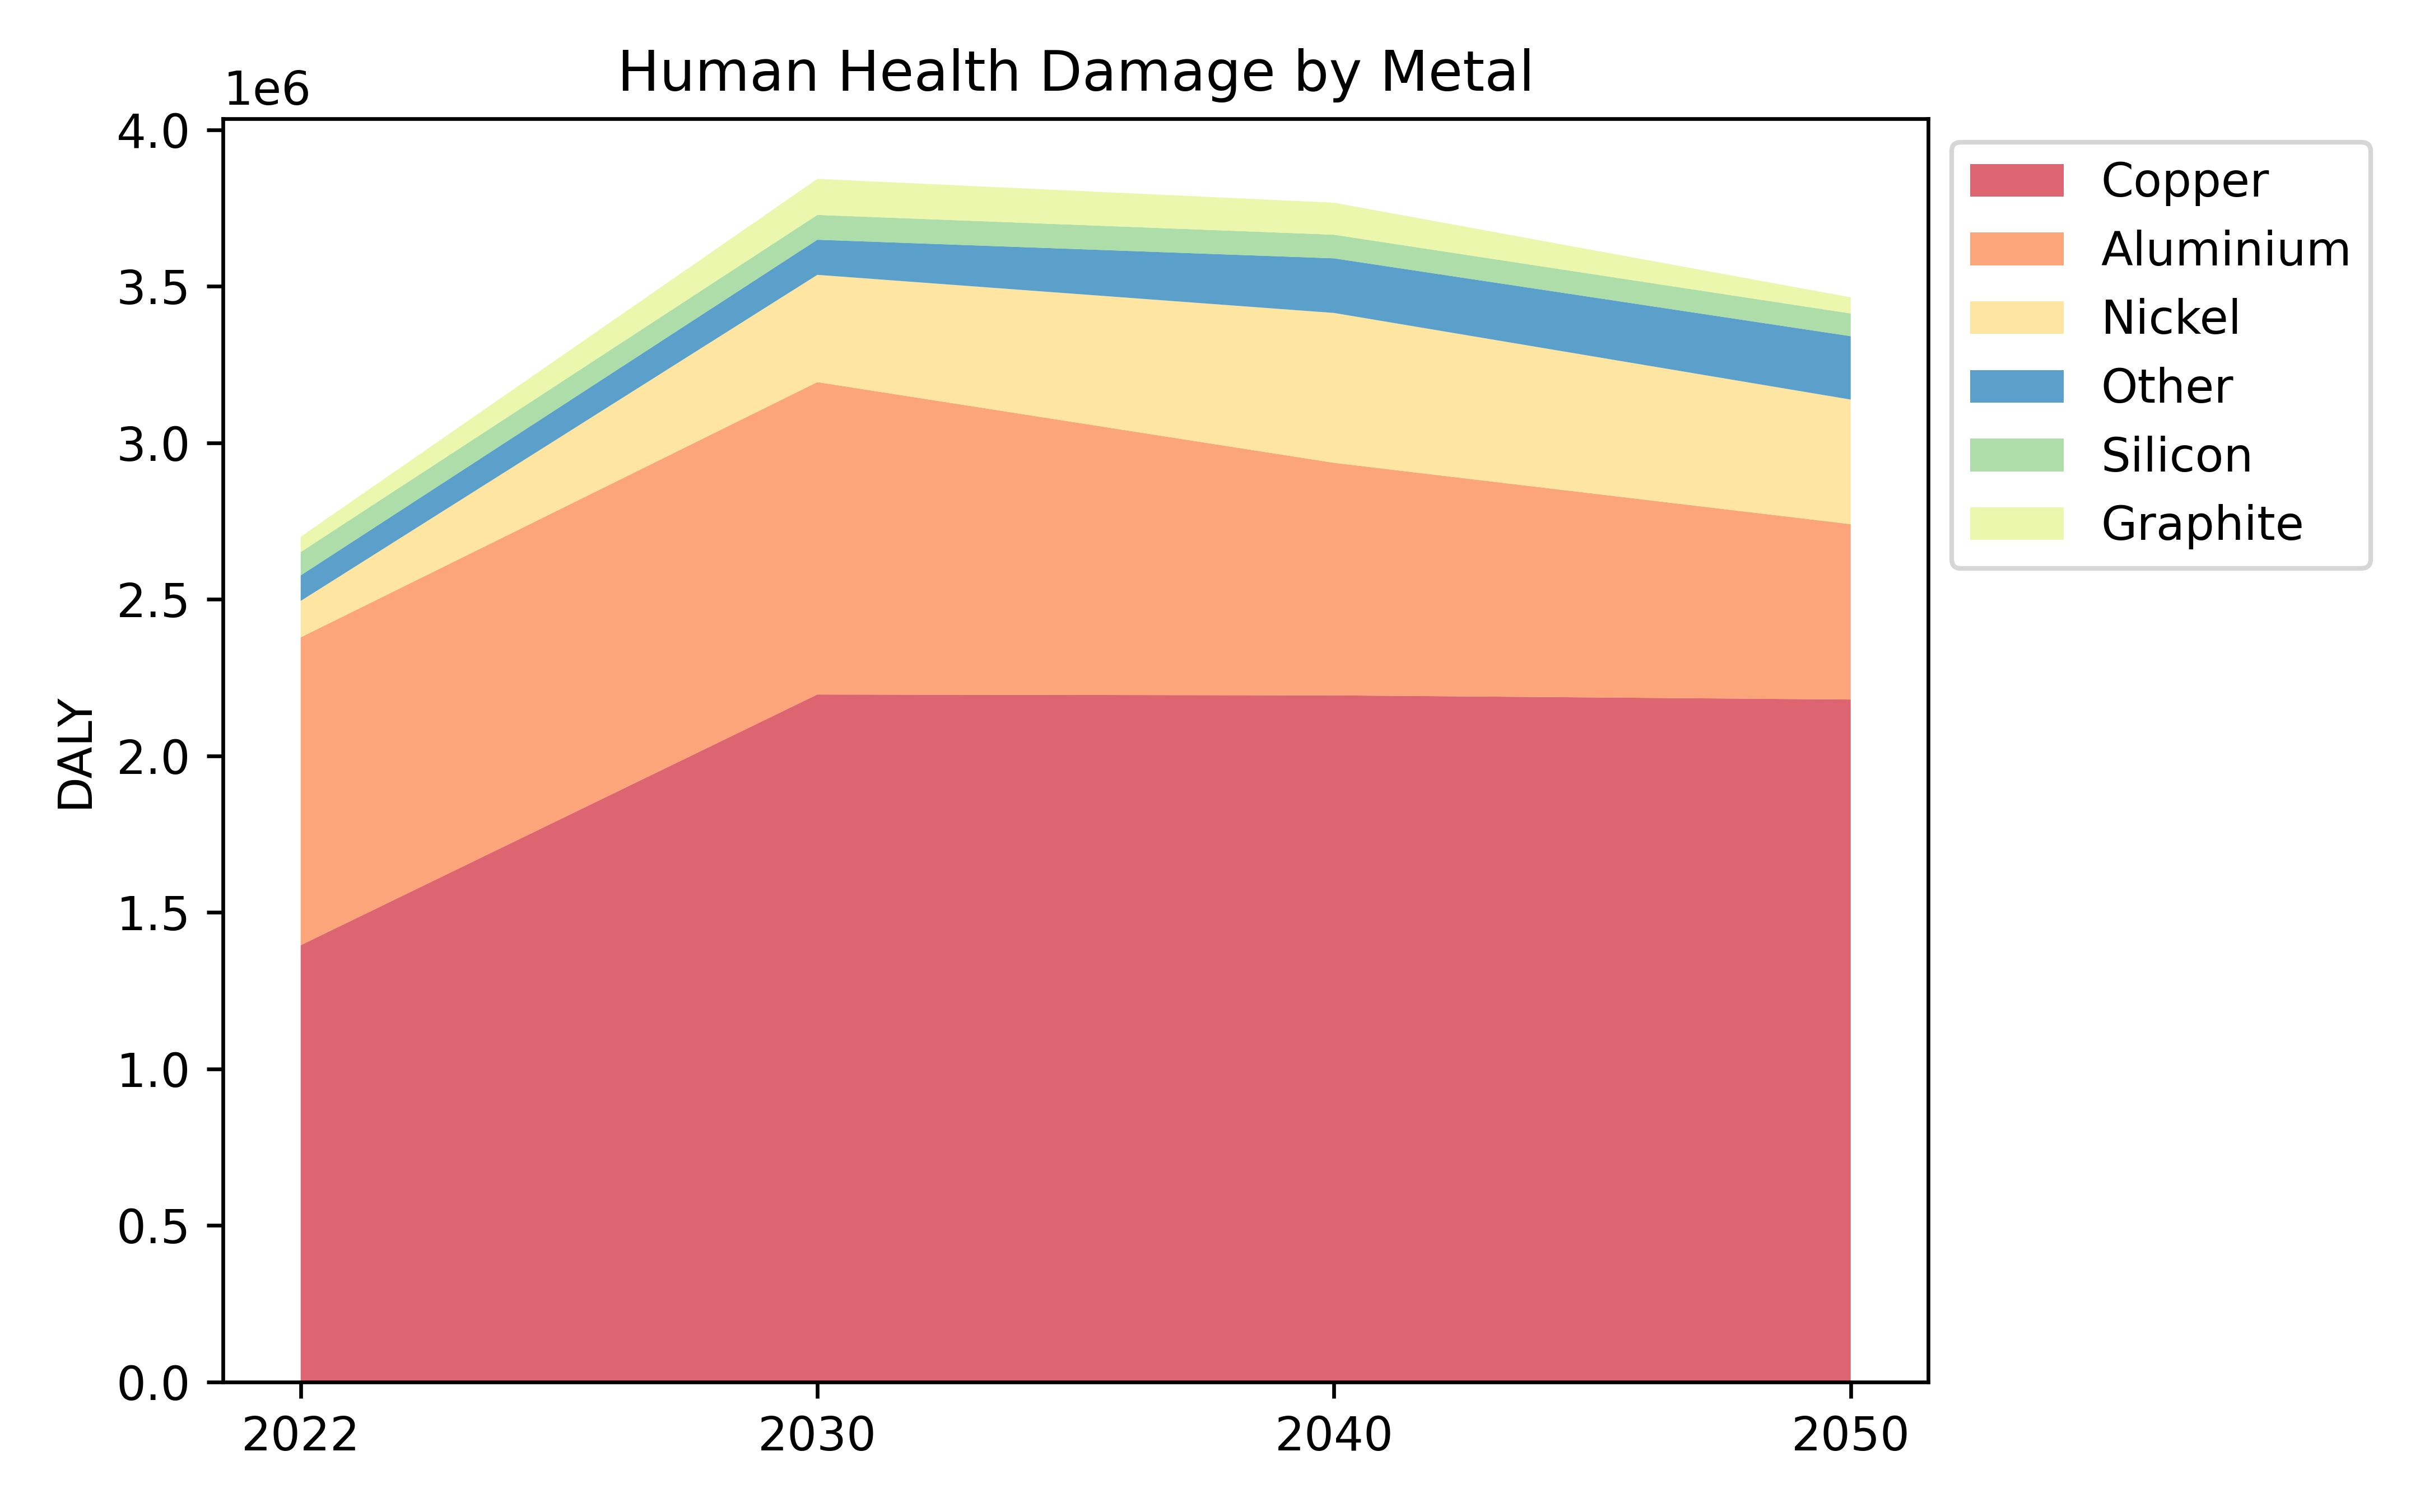 Human Health Damage by Metal
1e6
4.0
3.5
3.0
2.5
2.0
1.5
1.0
0.5
0.0
DALY
2022
2030
2040
2050
Copper
Aluminium
Nickel
Other
Silicon
Graphite